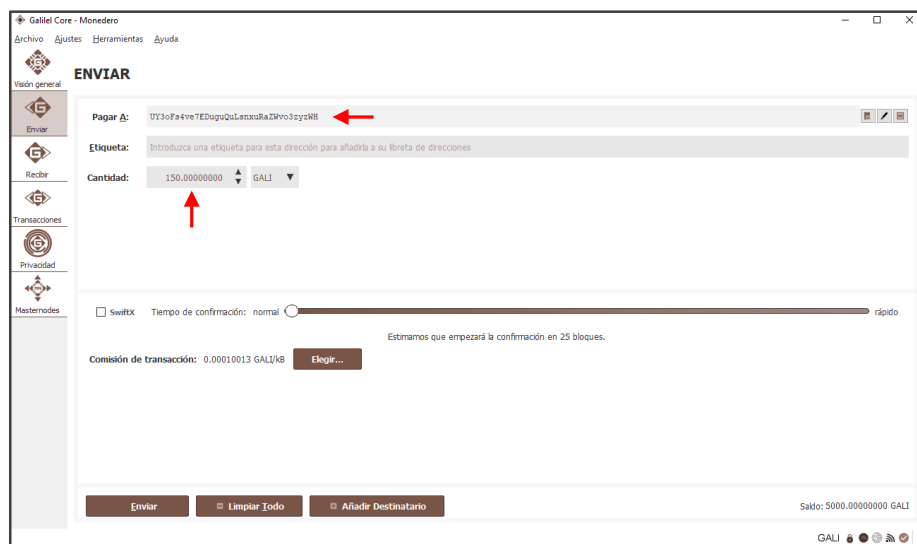 Galilel Core - Monedero
Archivo Ajustes Herramientas Ayuda
Visión general
Enviar
Recibir
Transacciones
Privacidad
Masternodes
ENVIAR
Pagar A: UY3oFs4ve7EDuguQuLsnxuRaZWvo3zyzWH
Etiqueta: Introduzca una etiqueta para esta dirección para añadirla a su libreta de direcciones
Cantidad: 150.00000000 GALI
SwiftX Tiempo de confirmación: normal rápido
Estimamos que empezará la confirmación en 25 bloques.
Comisión de transacción: 0.00010013 GALI/kB Elegir...
Enviar Limpiar Todo Añadir Destinatario Saldo: 5000.00000000 GALI
GALI